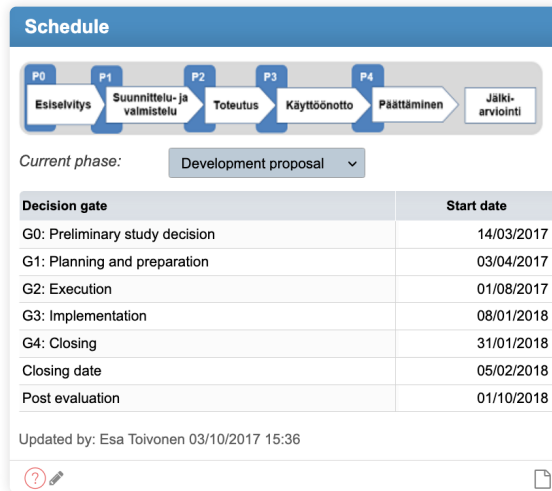 Schedule
P0 P1 P2 P3 P4
Esiselvitys Suunnittelu- ja valmistelu Toteutus Käyttöönotto Päättäminen Jälki-arviointi
Current phase: Development proposal
Decision gate Start date
G0: Preliminary study decision 14/03/2017
G1: Planning and preparation 03/04/2017
G2: Execution 01/08/2017
G3: Implementation 08/01/2018
G4: Closing 31/01/2018
Closing date 05/02/2018
Post evaluation 01/10/2018
Updated by: Esa Toivonen 03/10/2017 15:36
?